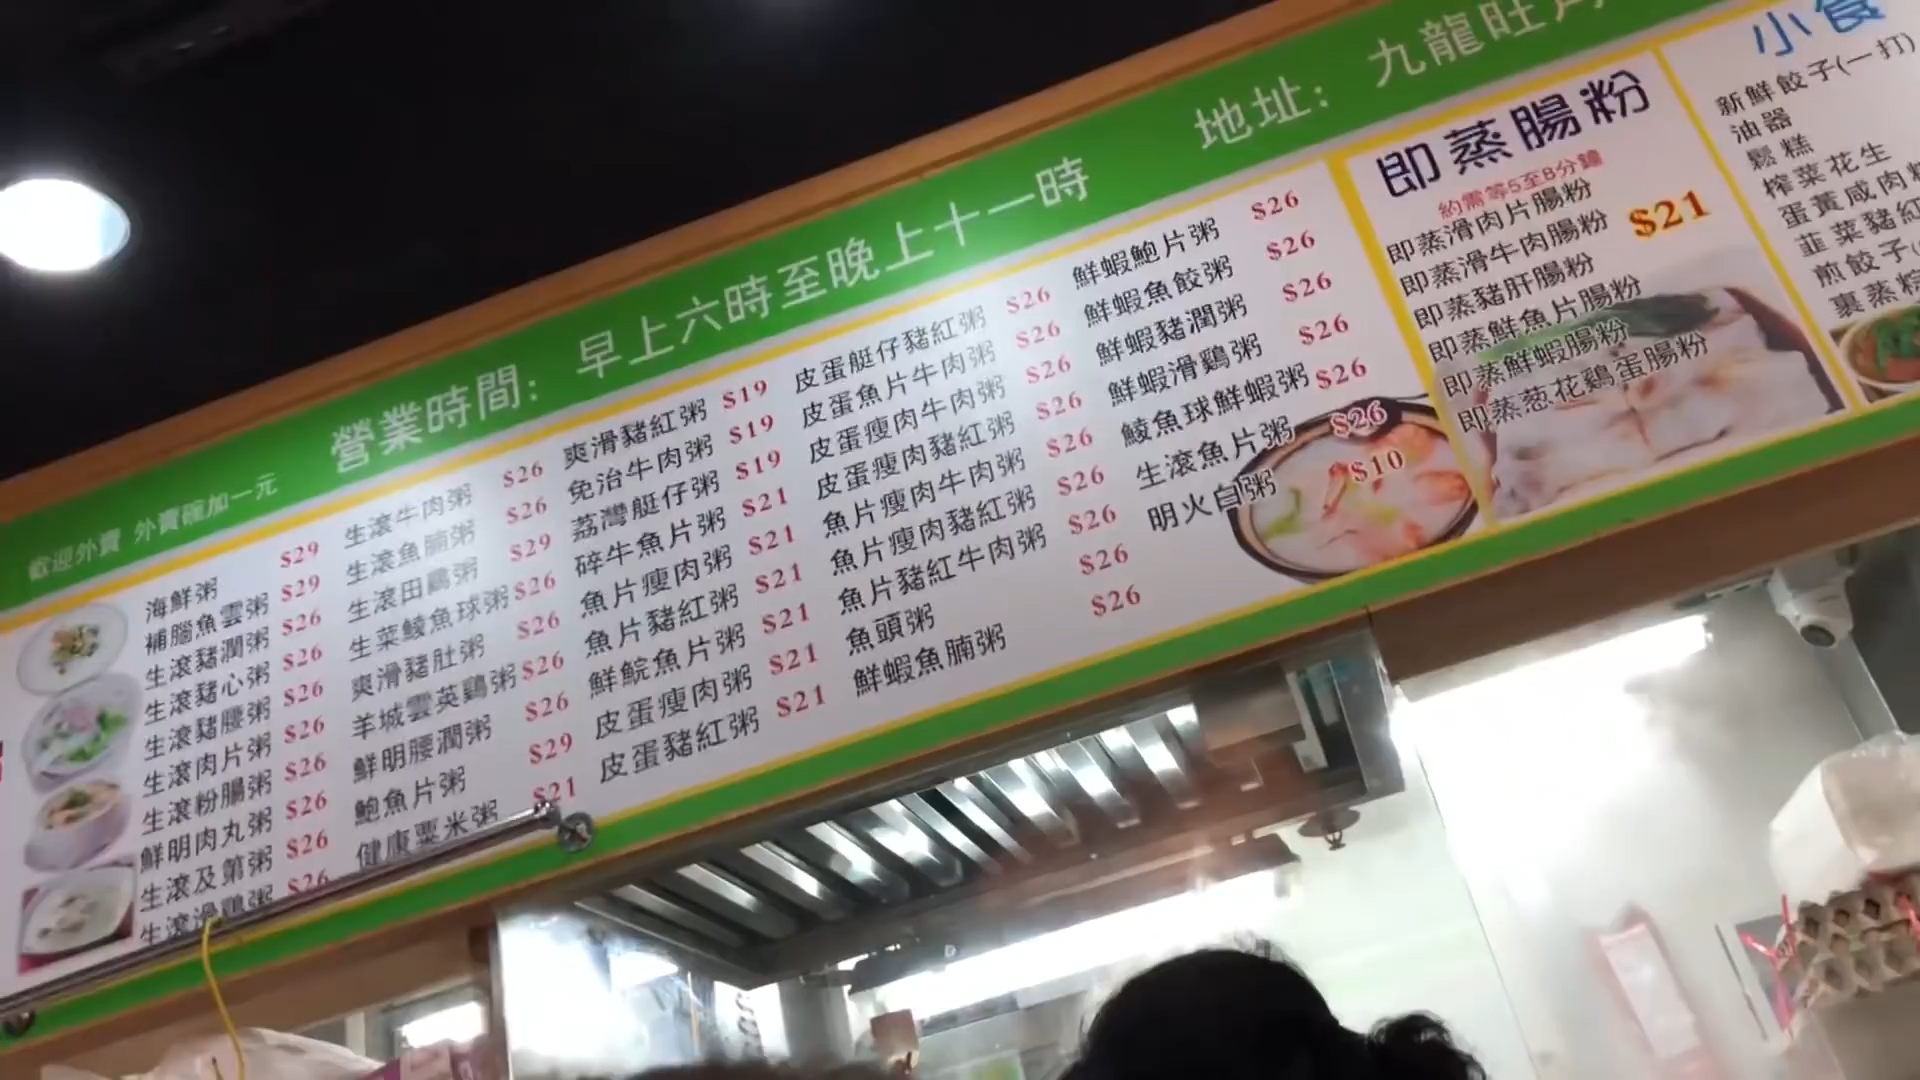 歡迎外賣 外賣碗加一元
營業時間: 早上六時至晚上十一時
地址: 九龍旺角
海鮮粥 $29
補腦魚雲粥 $29
生滾豬潤粥 $26
生滾豬心粥 $26
生滾豬腰粥 $26
生滾肉片粥 $26
生滾粉腸粥 $26
鮮明肉丸粥 $26
生滾及第粥 $26
生滾滑鷄粥 $26
生滾牛肉粥 $26
生滾魚腩粥 $26
生滾田鷄粥 $29
生菜鯪魚球粥 $26
爽滑豬肚粥 $26
羊城雲英鷄粥 $26
鮮明腰潤粥 $26
鮑魚片粥 $29
健康粟米粥 $21
爽滑豬紅粥 $19
免治牛肉粥 $19
荔灣艇仔粥 $19
碎牛魚片粥 $21
魚片瘦肉粥 $21
魚片豬紅粥 $21
鮮鯇魚片粥 $21
皮蛋瘦肉粥 $21
皮蛋豬紅粥 $21
皮蛋艇仔豬紅粥 $26
皮蛋魚片牛肉粥 $26
皮蛋瘦肉牛肉粥 $26
皮蛋瘦肉豬紅粥 $26
魚片瘦肉牛肉粥 $26
魚片瘦肉豬紅粥 $26
魚片豬紅牛肉粥 $26
魚頭粥 $26
鮮蝦魚腩粥 $26
鮮蝦鮑片粥 $26
鮮蝦魚餃粥 $26
鮮蝦豬潤粥 $26
鮮蝦滑鷄粥 $26
鯪魚球鮮蝦粥 $26
生滾魚片粥 $26
明火白粥 $10
即蒸腸粉
約需等5至8分鐘
即蒸滑肉片腸粉
即蒸滑牛肉腸粉 $21
即蒸豬肝腸粉
即蒸鮮魚片腸粉
即蒸鮮蝦腸粉
即蒸葱花鷄蛋腸粉
小食
新鮮餃子(一打)
油器
鬆糕
榨菜花生
蛋黃咸肉粽
韮菜豬紅
煎餃子
裹蒸粽